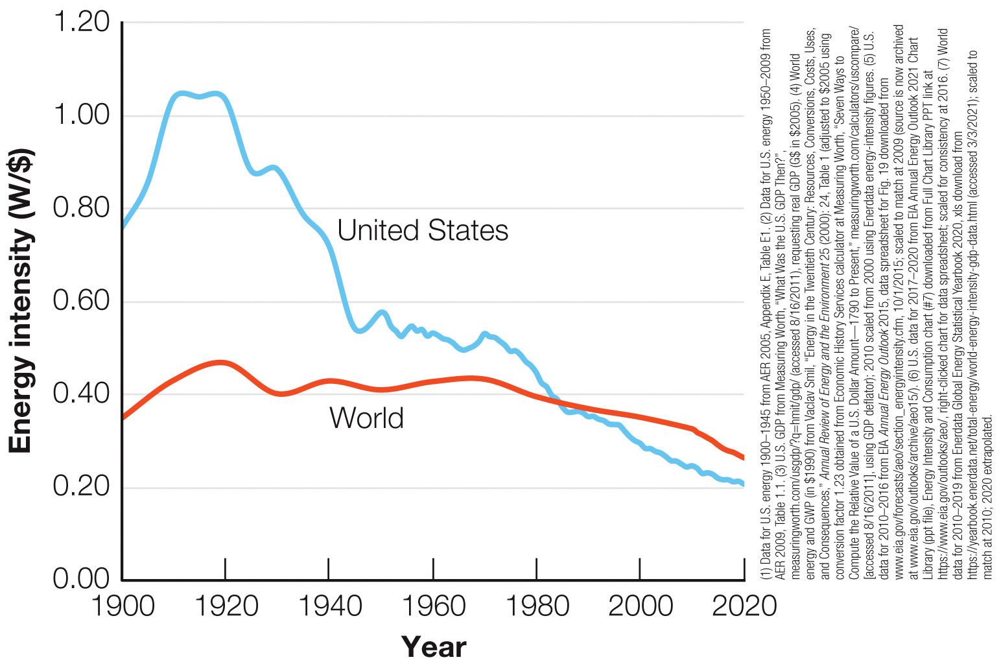 1.20
1.00
0.80
0.60
0.40
0.20
0.00
Energy intensity (W/$)
United States
World
1900
1920
1940
1960
1980
2000
2020
Year
(1) Data for U.S. energy 1900–1945 from AER 2005, Appendix E, Table E1. (2) Data for U.S. energy 1950–2009 from
AER 2009, Table 1.1. (3) U.S. GDP from Measuring Worth, “What Was the U.S. GDP Then?”,
measuringworth.com/usgdp/?q=hmit/gdp/ (accessed 8/16/2011), requesting real GDP (G$ in $2005). (4) World
energy and GWP (in $1990) from Vaclav Smil, “Energy in the Twentieth Century: Resources, Conversions, Costs, Uses,
and Consequences,” Annual Review of Energy and the Environment 25 (2000): 24, Table 1 (adjusted to $2005 using
conversion factor 1.23 obtained from Economic History Services calculator at Measuring Worth, “Seven Ways to
Compute the Relative Value of a U.S. Dollar Amount—1790 to Present,” measuringworth.com/calculators/uscompare/
[accessed 8/16/2011], using GDP deflator); 2010 scaled from 2000 using Enerdata energy-intensity figures. (5) U.S.
data for 2010–2016 from EIA Annual Energy Outlook 2015, data spreadsheet for Fig. 19 downloaded from
www.eia.gov/forecasts/aeo/section_energyintensity.cfm, 10/1/2015; scaled to match at 2009 (source is now archived
at www.eia.gov/outlooks/archive/aeo15/). (6) U.S. data for 2017–2020 from EIA Annual Energy Outlook 2021 Chart
Library (ppt file), Energy Intensity and Consumption chart (#7) downloaded from Full Chart Library PPT link at
https://www.eia.gov/outlooks/aeo/, right-clicked chart for data spreadsheet; scaled for consistency at 2016. (7) World
data for 2010–2019 from Enerdata Global Energy Statistical Yearbook 2020, xls download from
https://yearbook.enerdata.net/total-energy/world-energy-intensity-gdp-data.html (accessed 3/3/2021); scaled to
match at 2010; 2020 extrapolated.